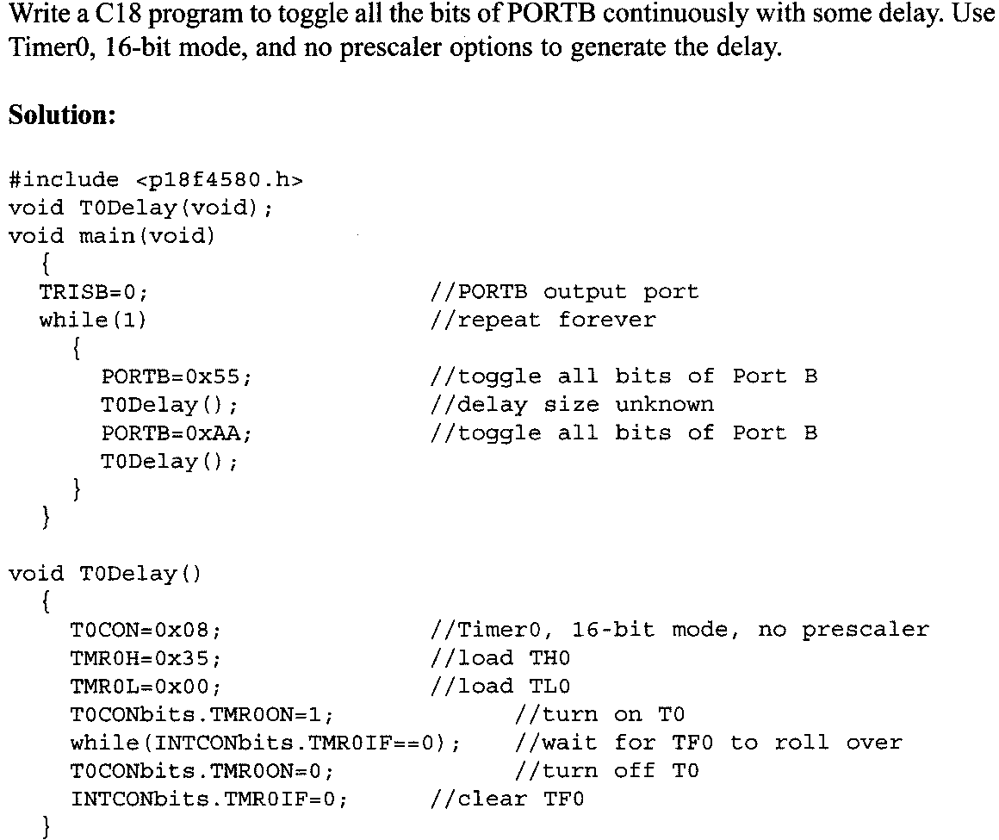 Write a C18 program to toggle all the bits of PORTB continuously with some delay. Use
Timer0, 16-bit mode, and no prescaler options to generate the delay.
Solution:
#include <p18f4580.h>
void T0Delay(void);
void main(void)
{
TRISB=0; //PORTB output port
while(1) //repeat forever
{
PORTB=0x55; //toggle all bits of Port B
T0Delay(); //delay size unknown
PORTB=0xAA; //toggle all bits of Port B
T0Delay();
}
}
void T0Delay()
{
T0CON=0x08; //Timer0, 16-bit mode, no prescaler
TMR0H=0x35; //load TH0
TMR0L=0x00; //load TL0
T0CONbits.TMR0ON=1; //turn on T0
while(INTCONbits.TMR0IF==0); //wait for TF0 to roll over
T0CONbits.TMR0ON=0; //turn off T0
INTCONbits.TMR0IF=0; //clear TF0
}